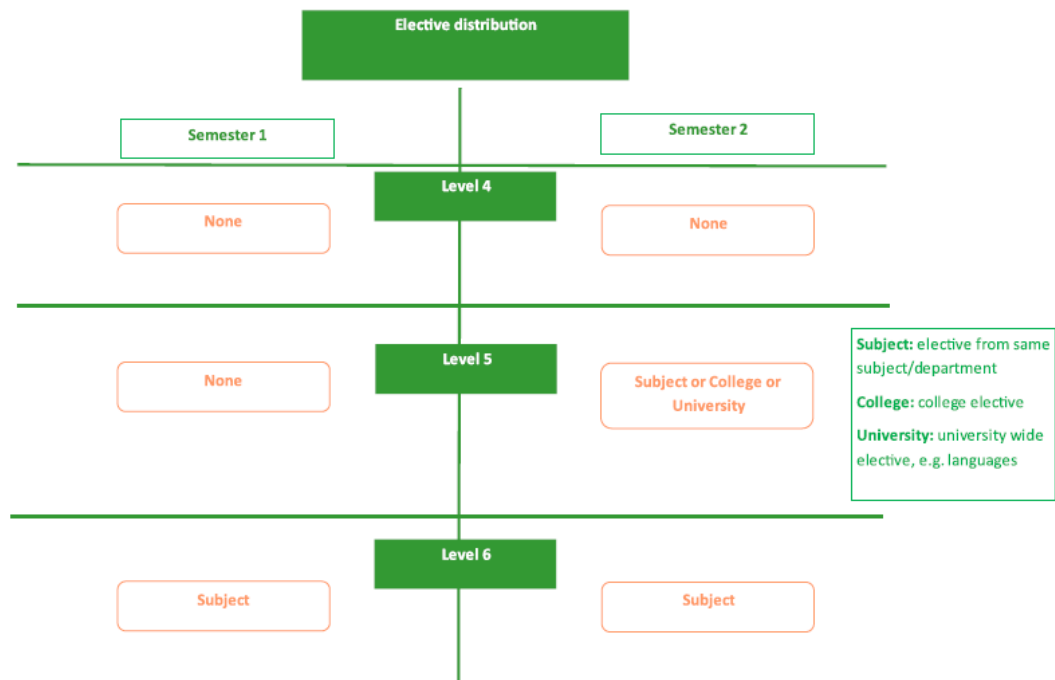 Elective distribution
Semester 1
Semester 2
Level 4
None
None
Level 5
None
Subject or College or
University
Subject: elective from same
subject/department
College: college elective
University: university wide
elective, e.g. languages
Level 6
Subject
Subject